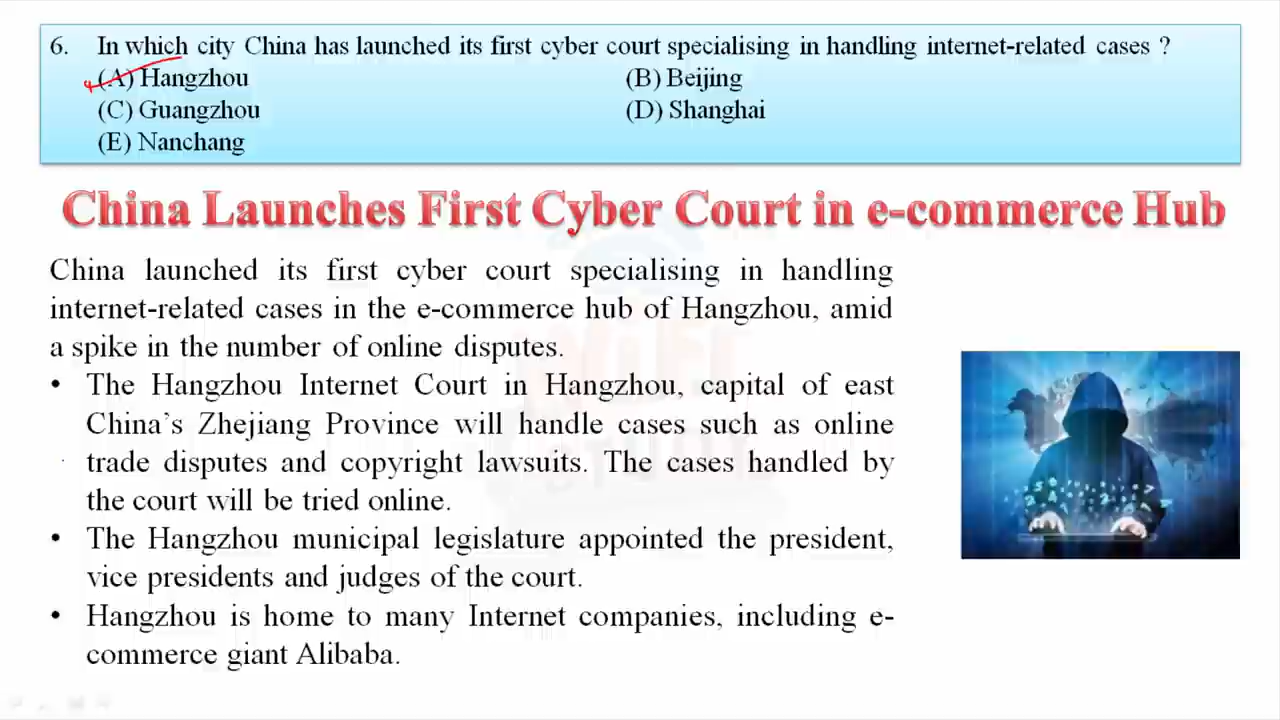 6. In which city China has launched its first cyber court specialising in handling internet-related cases ?
(A) Hangzhou (B) Beijing
(C) Guangzhou (D) Shanghai
(E) Nanchang
China Launches First Cyber Court in e-commerce Hub
China launched its first cyber court specialising in handling
internet-related cases in the e-commerce hub of Hangzhou, amid
a spike in the number of online disputes.
• The Hangzhou Internet Court in Hangzhou, capital of east
China’s Zhejiang Province will handle cases such as online
trade disputes and copyright lawsuits. The cases handled by
the court will be tried online.
• The Hangzhou municipal legislature appointed the president,
vice presidents and judges of the court.
• Hangzhou is home to many Internet companies, including e-
commerce giant Alibaba.